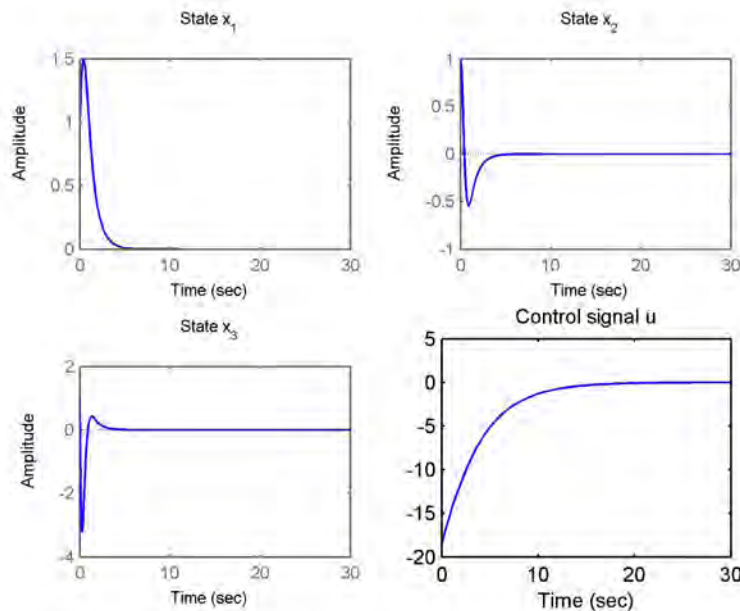 State x1
Amplitude
1.5
1
0.5
0
0 10 20 30
Time (sec)
State x2
Amplitude
1
0.5
0
-0.5
-1
0 10 20 30
Time (sec)
State x3
Amplitude
2
0
-2
-4
0 10 20 30
Time (sec)
Control signal u
5
0
-5
-10
-15
-20
0 10 20 30
Time (sec)